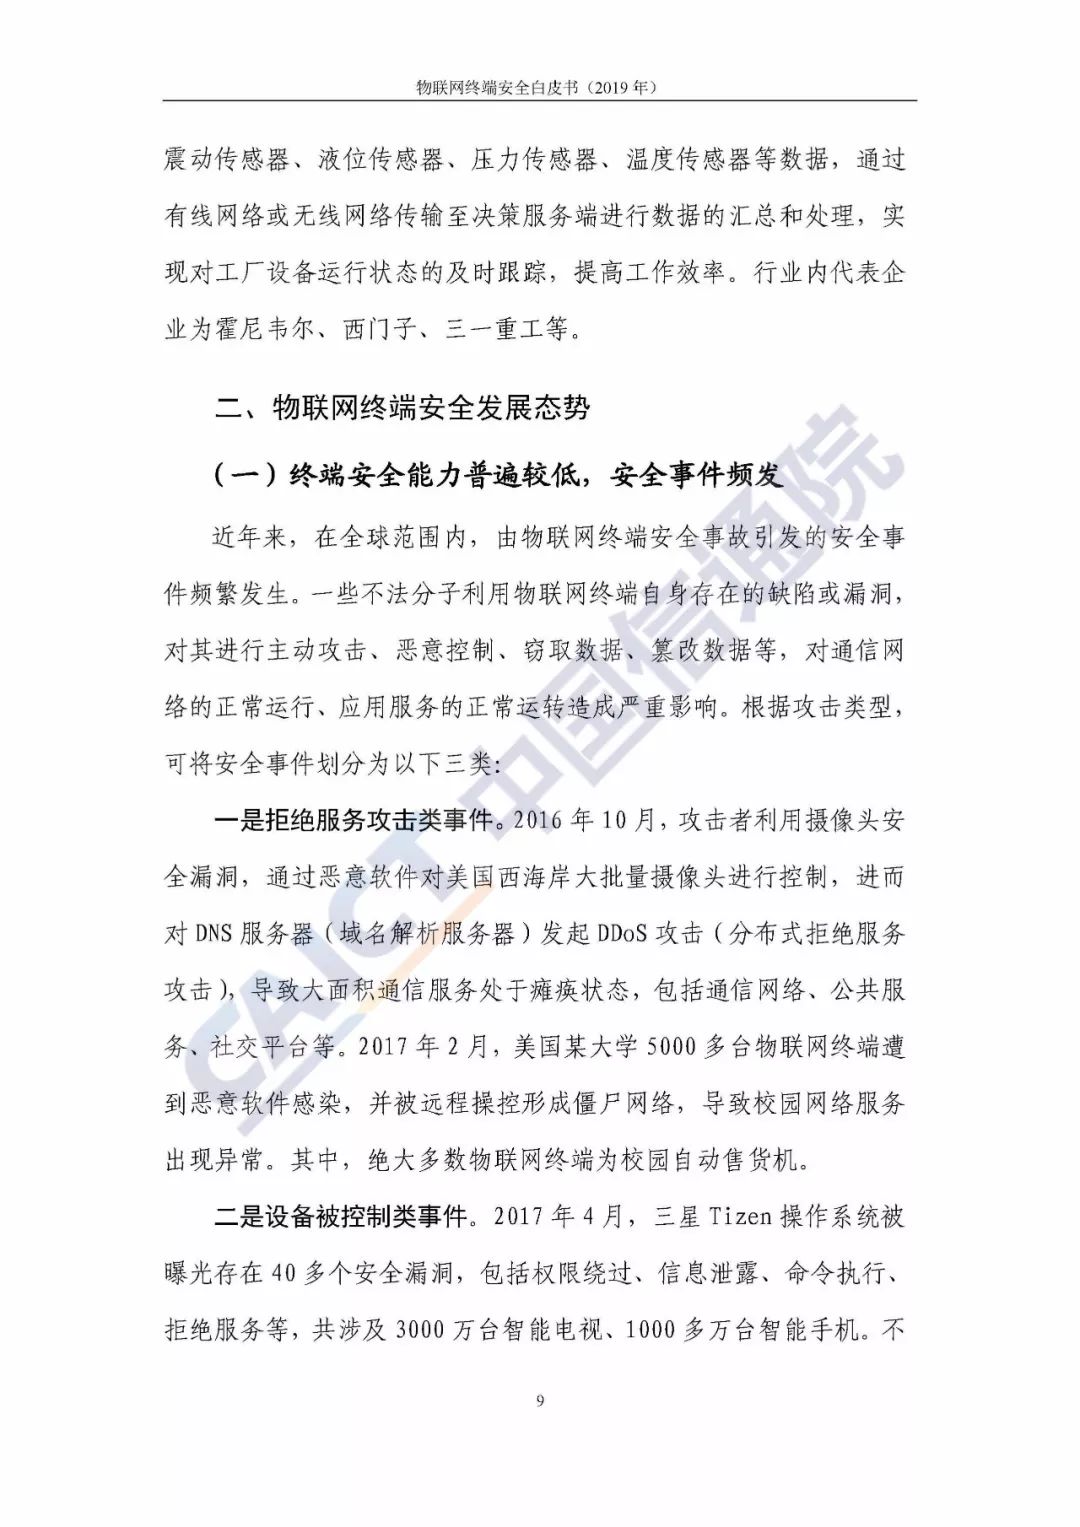 物联网终端安全白皮书（2019 年）
震动传感器、液位传感器、压力传感器、温度传感器等数据，通过
有线网络或无线网络传输至决策服务端进行数据的汇总和处理，实
现对工厂设备运行状态的及时跟踪，提高工作效率。行业内代表企
业为霍尼韦尔、西门子、三一重工等。
二、物联网终端安全发展态势
（一）终端安全能力普遍较低，安全事件频发
近年来，在全球范围内，由物联网终端安全事故引发的安全事
件频繁发生。一些不法分子利用物联网终端自身存在的缺陷或漏洞，
对其进行主动攻击、恶意控制、窃取数据、篡改数据等，对通信网
络的正常运行、应用服务的正常运转造成严重影响。根据攻击类型，
可将安全事件划分为以下三类：
一是拒绝服务攻击类事件。2016 年 10 月，攻击者利用摄像头安
全漏洞，通过恶意软件对美国西海岸大批量摄像头进行控制，进而
对 DNS 服务器（域名解析服务器）发起 DDoS 攻击（分布式拒绝服务
攻击），导致大面积通信服务处于瘫痪状态，包括通信网络、公共服
务、社交平台等。2017 年 2 月，美国某大学 5000 多台物联网终端遭
到恶意软件感染，并被远程操控形成僵尸网络，导致校园网络服务
出现异常。其中，绝大多数物联网终端为校园自动售货机。
二是设备被控制类事件。2017 年 4 月，三星 Tizen 操作系统被
曝光存在 40 多个安全漏洞，包括权限绕过、信息泄露、命令执行、
拒绝服务等，共涉及 3000 万台智能电视、1000 多万台智能手机。不
9
CAICT 中国信通院